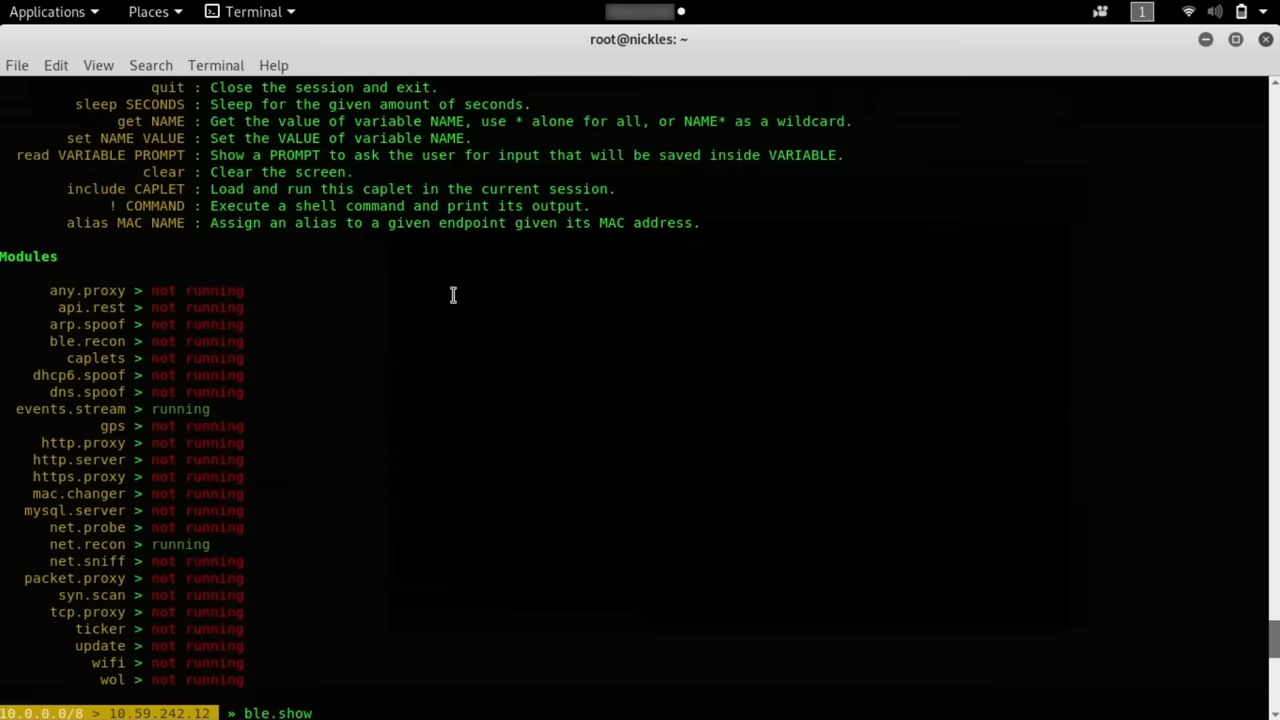 Applications Places Terminal 1
root@nickles: ~
File Edit View Search Terminal Help
quit : Close the session and exit.
sleep SECONDS : Sleep for the given amount of seconds.
get NAME : Get the value of variable NAME, use * alone for all, or NAME* as a wildcard.
set NAME VALUE : Set the VALUE of variable NAME.
read VARIABLE PROMPT : Show a PROMPT to ask the user for input that will be saved inside VARIABLE.
clear : Clear the screen.
include CAPLET : Load and run this caplet in the current session.
! COMMAND : Execute a shell command and print its output.
alias MAC NAME : Assign an alias to a given endpoint given its MAC address.
Modules
any.proxy > not running
api.rest > not running
arp.spoof > not running
ble.recon > not running
caplets > not running
dhcp6.spoof > not running
dns.spoof > not running
events.stream > running
gps > not running
http.proxy > not running
http.server > not running
https.proxy > not running
mac.changer > not running
mysql.server > not running
net.probe > not running
net.recon > running
net.sniff > not running
packet.proxy > not running
syn.scan > not running
tcp.proxy > not running
ticker > not running
update > not running
wifi > not running
wol > not running
10.0.0.0/8 > 10.59.242.12 » ble.show